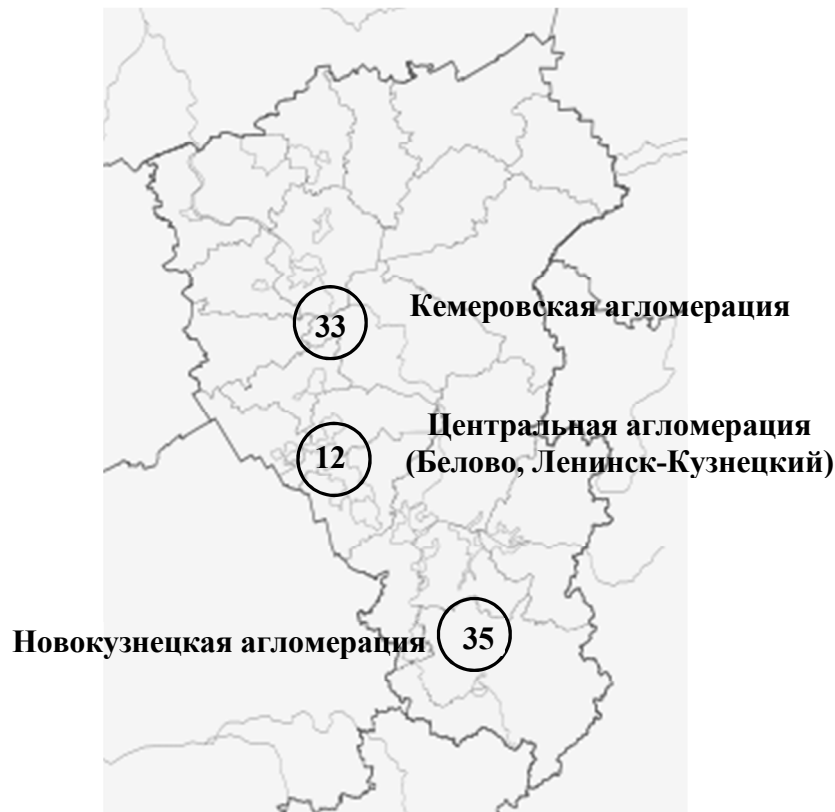 33
Кемеровская агломерация
Центральная агломерация
12
(Белово, Ленинск-Кузнецкий)
Новокузнецкая агломерация
35